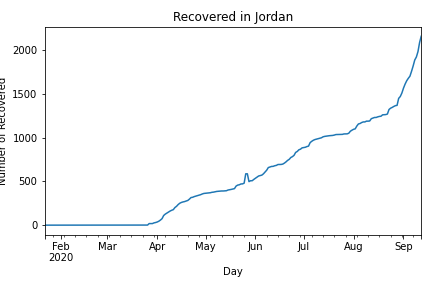 Recovered in Jordan
Number of Recovered
2000
1500
1000
500
0
Feb
2020
Mar
Apr
May
Jun
Jul
Aug
Sep
Day